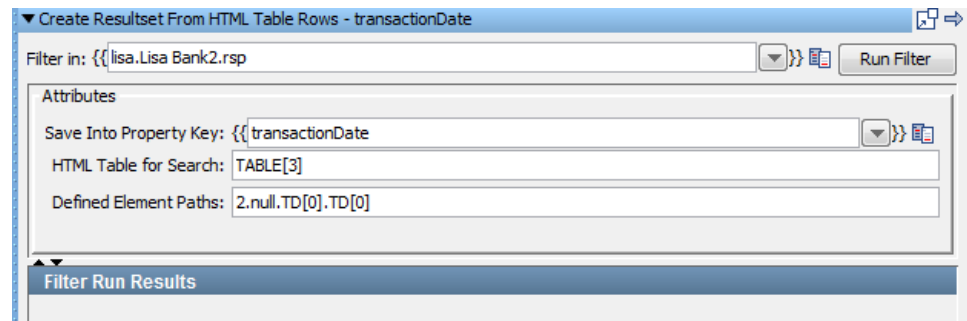 Create Resultset From HTML Table Rows - transactionDate
Filter in: {{lisa.Lisa Bank2.rsp }} Run Filter
Attributes
Save Into Property Key: {{transactionDate }}
HTML Table for Search: TABLE[3]
Defined Element Paths: 2.null.TD[0].TD[0]
Filter Run Results